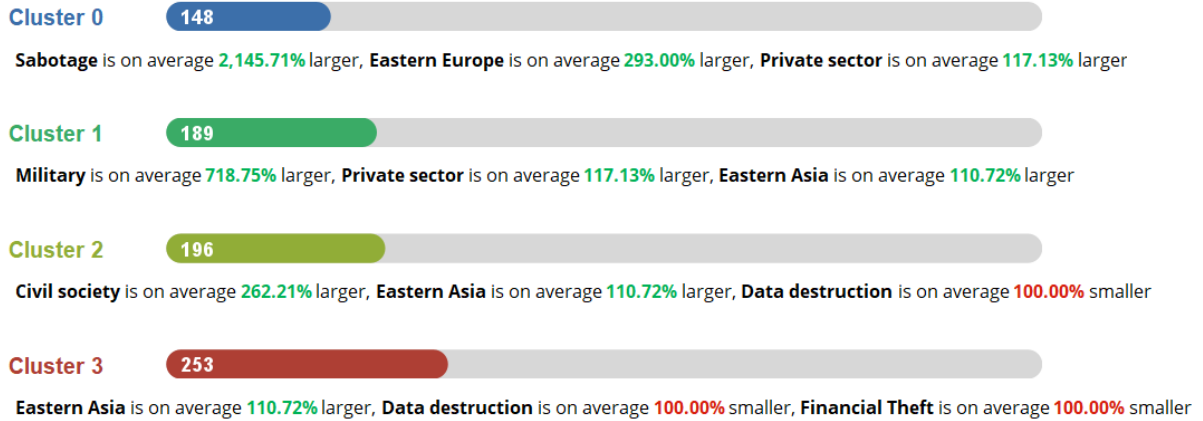 Cluster 0 148
Sabotage is on average 2,145.71% larger, Eastern Europe is on average 293.00% larger, Private sector is on average 117.13% larger
Cluster 1 189
Military is on average 718.75% larger, Private sector is on average 117.13% larger, Eastern Asia is on average 110.72% larger
Cluster 2 196
Civil society is on average 262.21% larger, Eastern Asia is on average 110.72% larger, Data destruction is on average 100.00% smaller
Cluster 3 253
Eastern Asia is on average 110.72% larger, Data destruction is on average 100.00% smaller, Financial Theft is on average 100.00% smaller